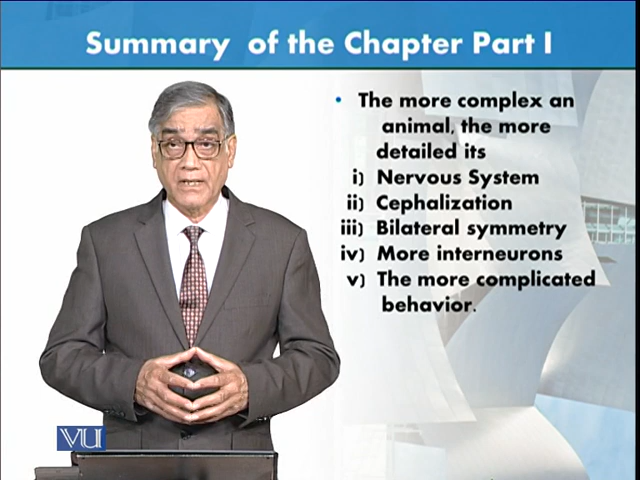 Summary of the Chapter Part I
• The more complex an
animal, the more
detailed its
i) Nervous System
ii) Cephalization
iii) Bilateral symmetry
iv) More interneurons
v) The more complicated
behavior.
VU